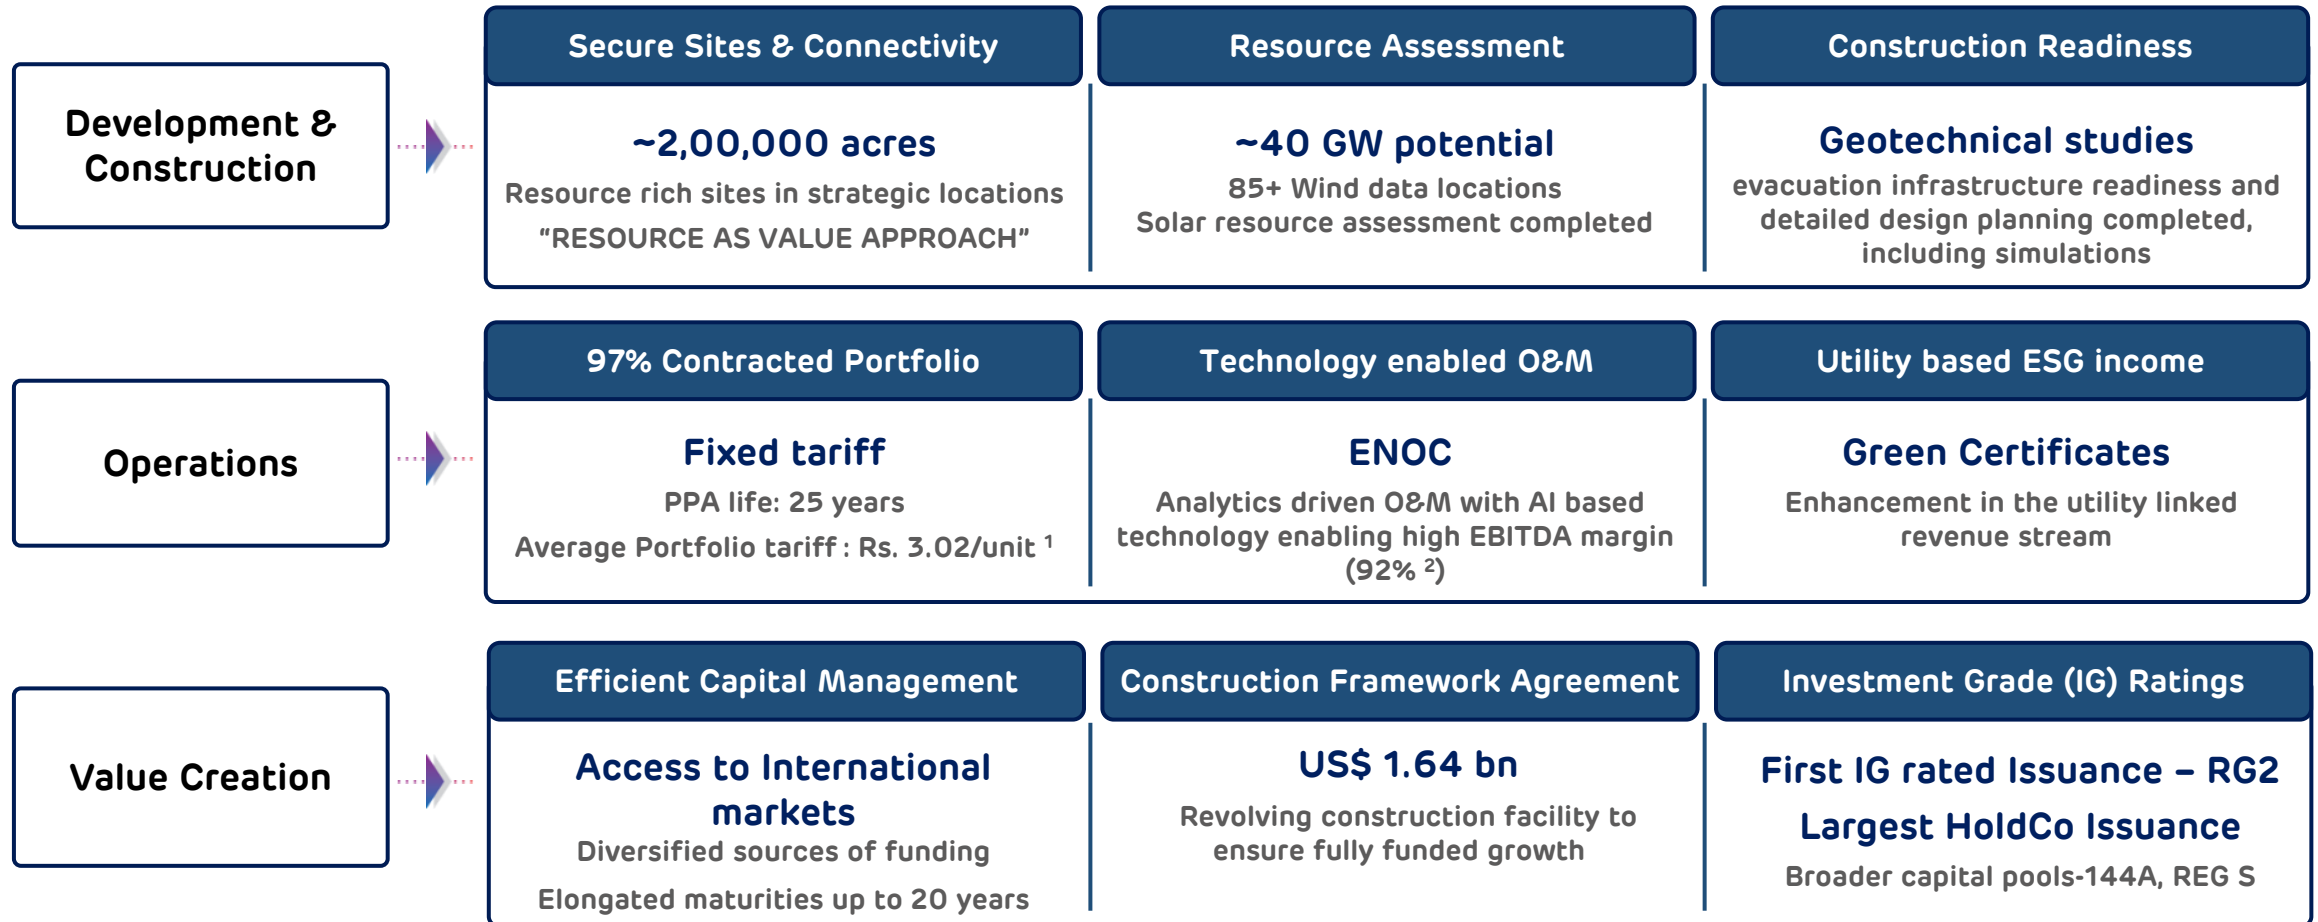 Development &
Construction
Secure Sites & Connectivity
~2,00,000 acres
Resource rich sites in strategic locations
“RESOURCE AS VALUE APPROACH”
Resource Assessment
~40 GW potential
85+ Wind data locations
Solar resource assessment completed
Construction Readiness
Geotechnical studies
evacuation infrastructure readiness and
detailed design planning completed,
including simulations
Operations
97% Contracted Portfolio
Fixed tariff
PPA life: 25 years
Average Portfolio tariff : Rs. 3.02/unit ¹
Technology enabled O&M
ENOC
Analytics driven O&M with AI based
technology enabling high EBITDA margin
(92% ²)
Utility based ESG income
Green Certificates
Enhancement in the utility linked
revenue stream
Value Creation
Efficient Capital Management
Access to International
markets
Diversified sources of funding
Elongated maturities up to 20 years
Construction Framework Agreement
US$ 1.64 bn
Revolving construction facility to
ensure fully funded growth
Investment Grade (IG) Ratings
First IG rated Issuance – RG2
Largest HoldCo Issuance
Broader capital pools-144A, REG S